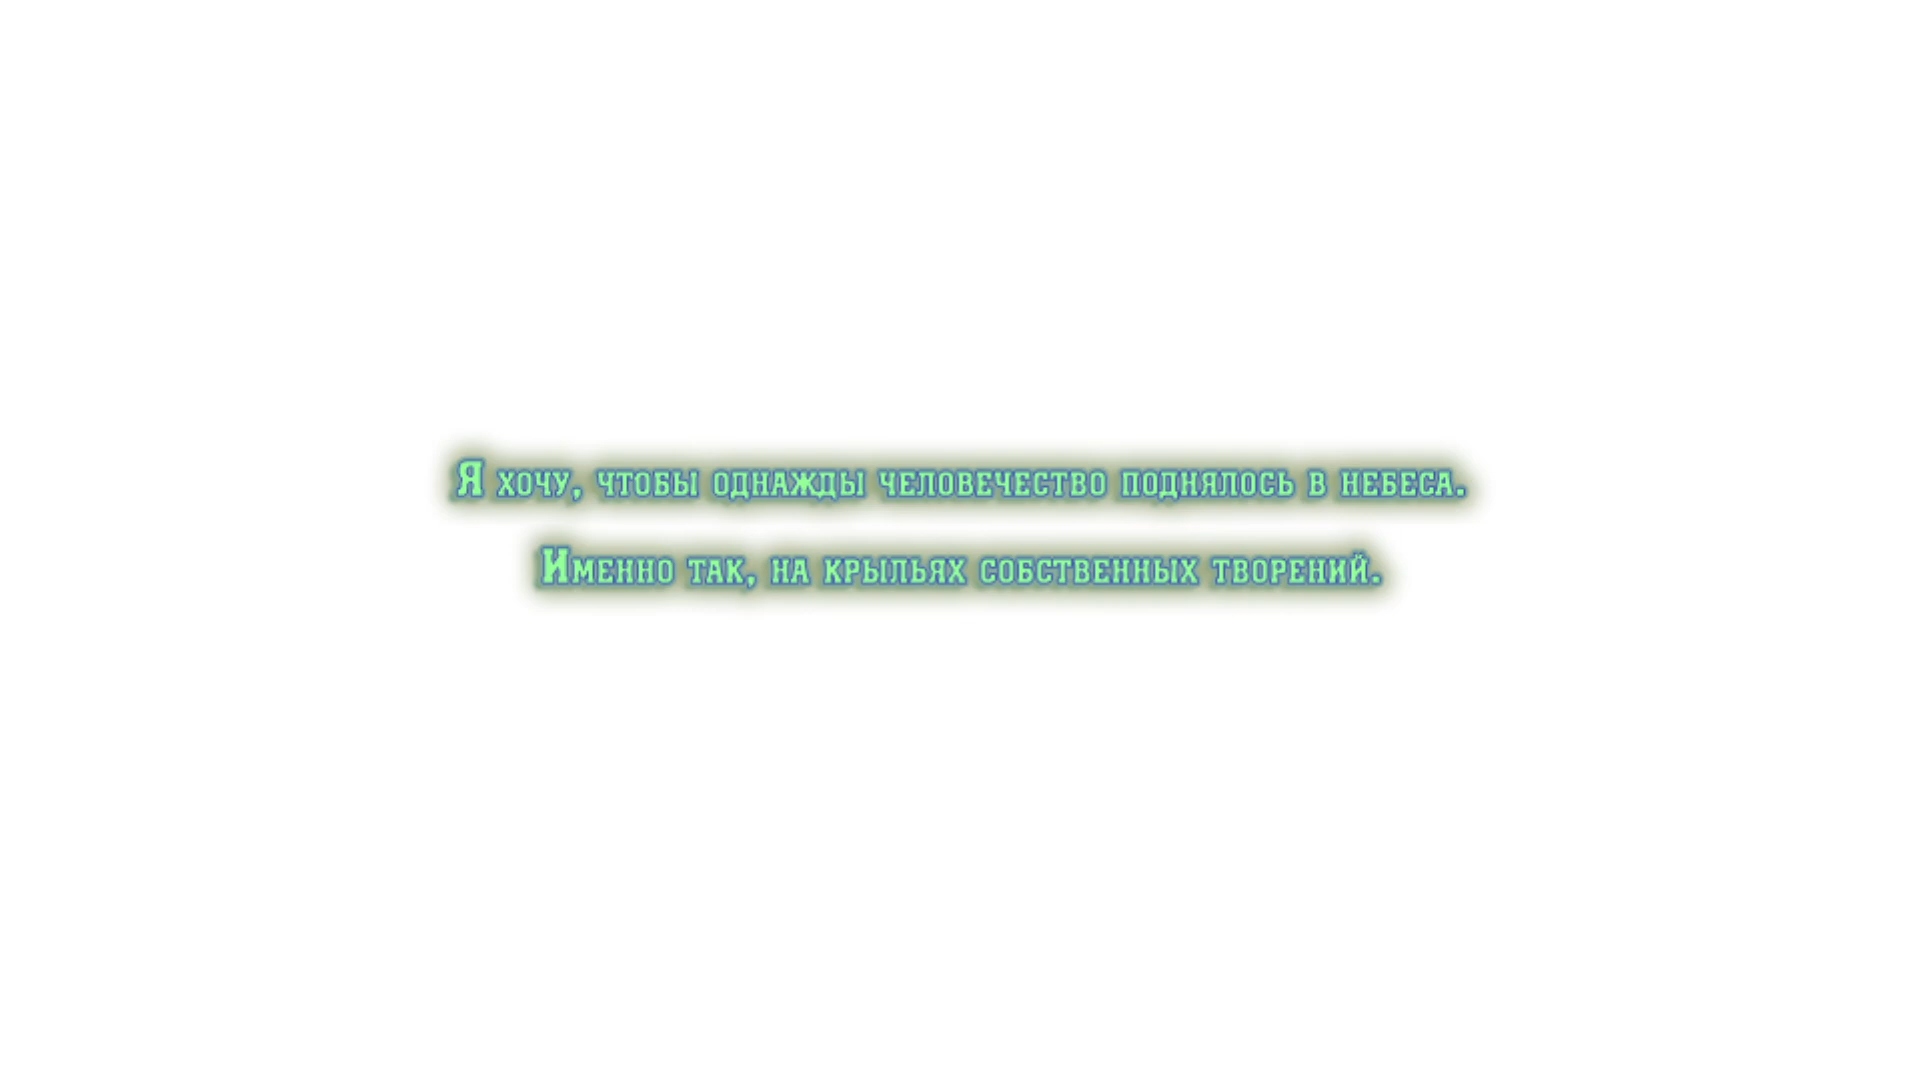 Я хочу, чтобы однажды человечество поднялось в небеса.
Именно так, на крыльях собственных творений.